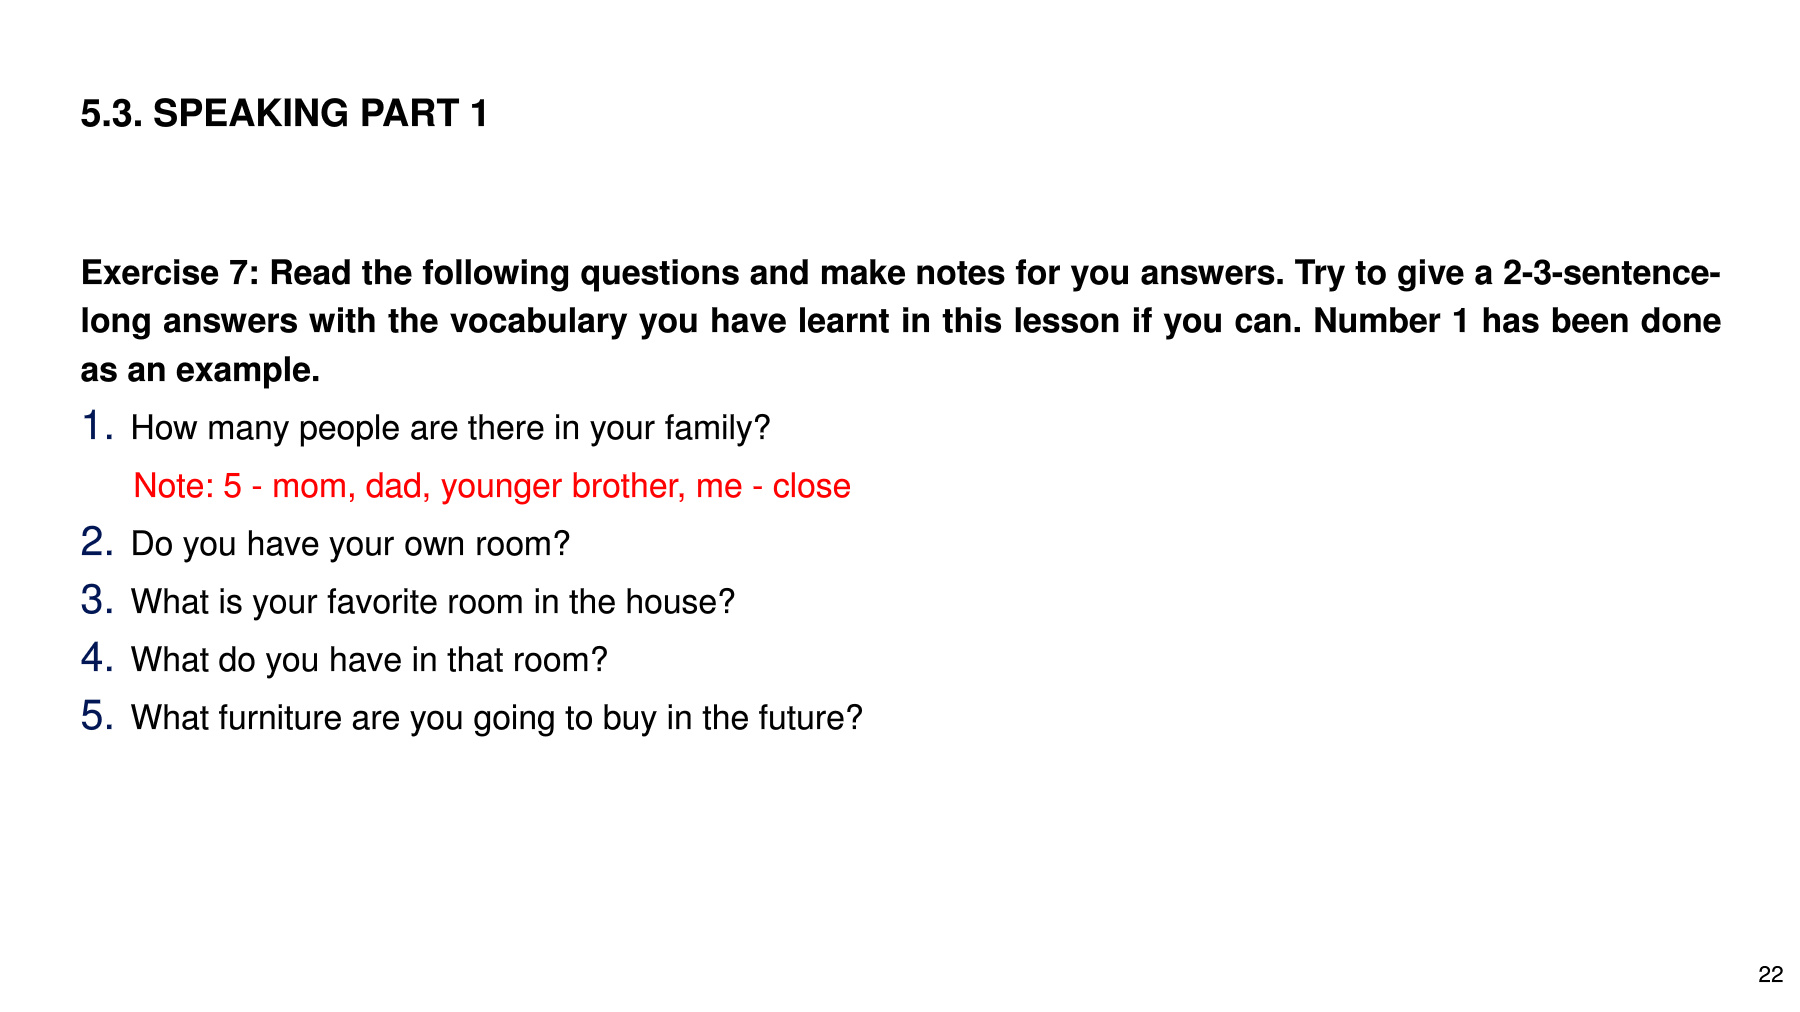 5.3. SPEAKING PART 1
Exercise 7: Read the following questions and make notes for you answers. Try to give a 2-3-sentence-
long answers with the vocabulary you have learnt in this lesson if you can. Number 1 has been done
as an example.
1. How many people are there in your family?
Note: 5 - mom, dad, younger brother, me - close
2. Do you have your own room?
3. What is your favorite room in the house?
4. What do you have in that room?
5. What furniture are you going to buy in the future?
22